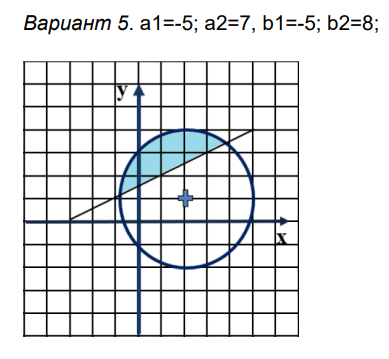 Вариант 5. a1=-5; a2=7, b1=-5; b2=8;
y
x